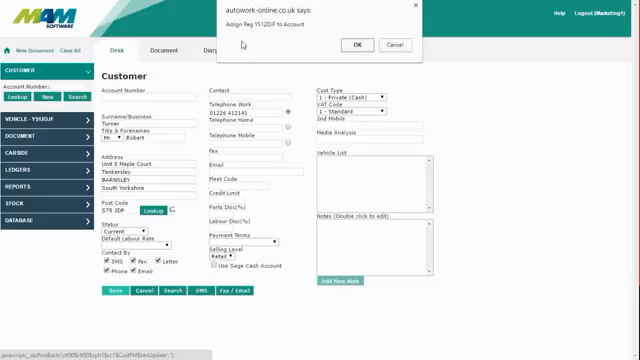 MAM
SOFTWARE
autowork-online.co.uk says:
Assign Reg YS12DJF to Account
OK
Cancel
Help
Logout (Marketing1)
New Document
Clear All
Desk
Document
Diary
CUSTOMER
Account Number:
Lookup
New
Search
VEHICLE - YS12DJF
DOCUMENT
CARSIDE
LEDGERS
REPORTS
STOCK
DATABASE
Customer
Account Number
Surname/Business
Turner
Title & Forenames
Mr
Robert
Address
Unit 5 Maple Court
Tankersley
BARNSLEY
South Yorkshire
Post Code
S75 3DP
Lookup
G
Status
Current
Default Labour Rate
Contact By
SMS
Fax
Letter
Phone
Email
Contact
Telephone Work
01226 412141
Telephone Home
Telephone Mobile
Fax
Email
Fleet Code
Credit Limit
Parts Disc(%)
Labour Disc(%)
Payment Terms
Selling Level
Retail
Use Sage Cash Account
Cust Type
1 - Private (Cash)
VAT Code
1 - Standard
2nd Mobile
Media Analysis
Vehicle List
Notes (Double click to edit)
Add New Note
Save
Cancel
Search
SMS
Fax / Email